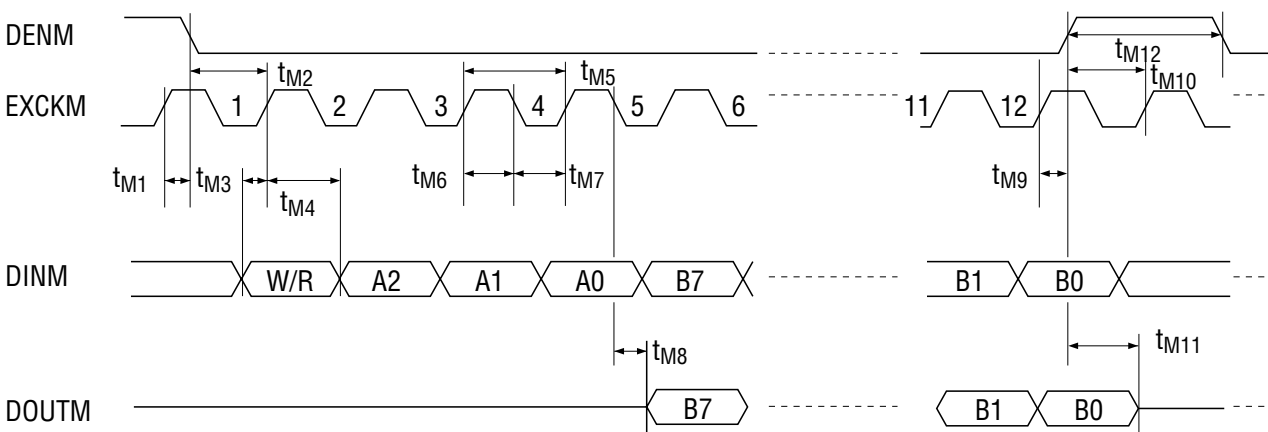 DENM
tM2
tM5
tM12
tM10
EXCKM
1 2 3 4 5 6 11 12
tM1 tM3 tM4 tM6 tM7 tM9
DINM
W/R A2 A1 A0 B7 B1 B0
tM8 tM11
DOUTM
B7 B1 B0